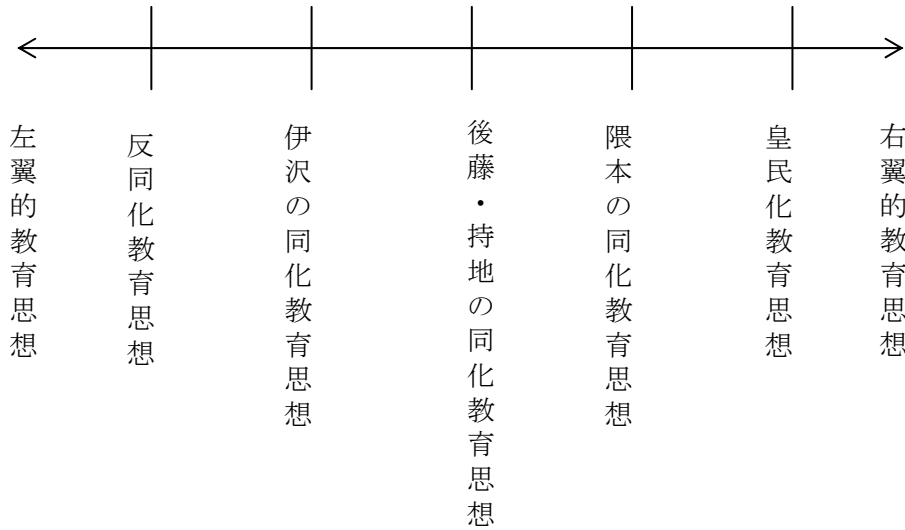 左翼的教育思想
反同化教育思想
伊沢の同化教育思想
後藤・持地の同化教育思想
隈本の同化教育思想
皇民化教育思想
右翼的教育思想